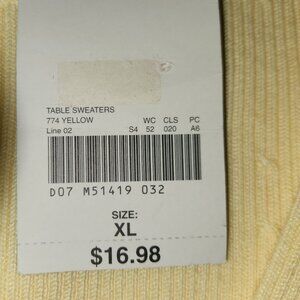 TABLE SWEATERS
774 YELLOW WC CLS PC
Line 02 S4 52 020 A6
D07 M51419 032
SIZE:
XL
$16.98